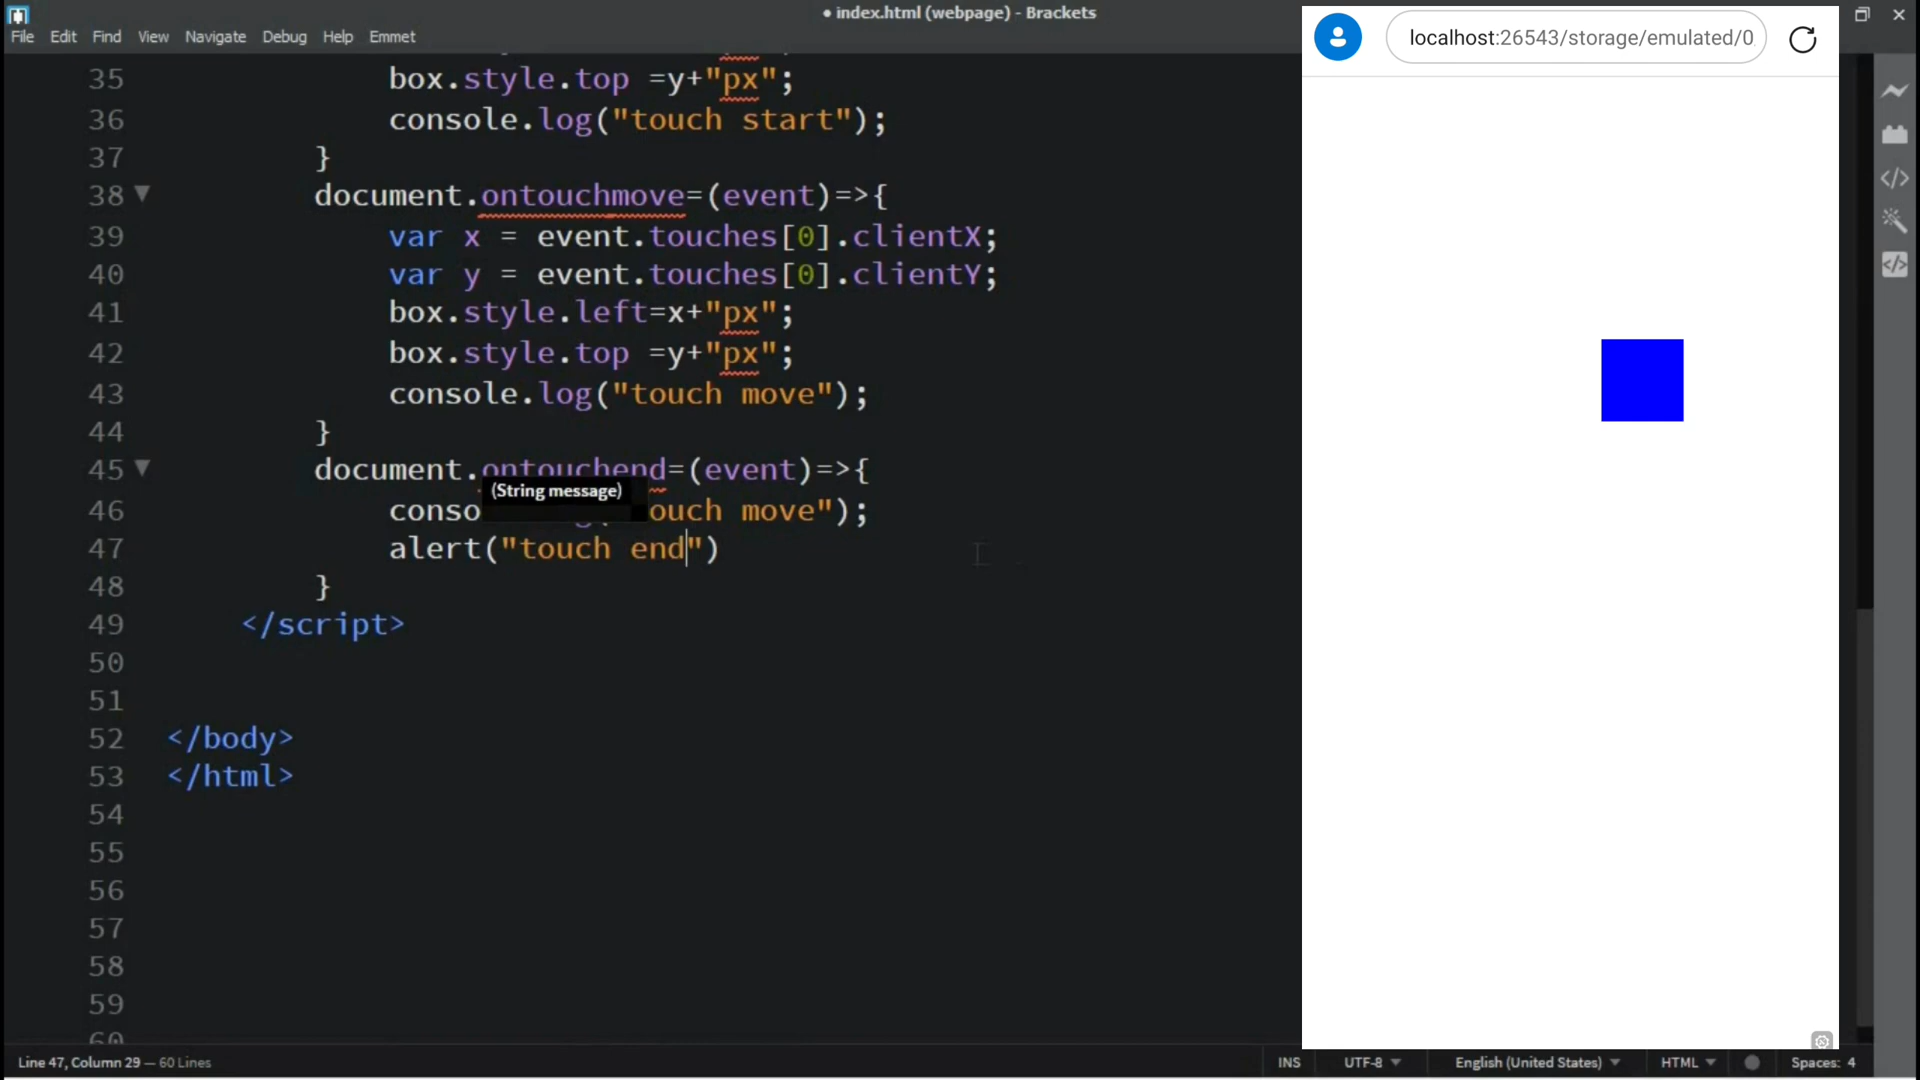 • index.html (webpage) - Brackets
File Edit Find View Navigate Debug Help Emmet
localhost:26543/storage/emulated/0
35 box.style.top =y+"px";
36 console.log("touch start");
37 }
38 document.ontouchmove=(event)=>{
39 var x = event.touches[0].clientX;
40 var y = event.touches[0].clientY;
41 box.style.left=x+"px";
42 box.style.top =y+"px";
43 console.log("touch move");
44 }
45 document.ontouchend=(event)=>{
(String message)
46 conso ouch move");
47 alert("touch end")
48 }
49 </script>
50
51
52 </body>
53 </html>
54
55
56
57
58
59
60
Line 47, Column 29 — 60 Lines
INS UTF-8 English (United States) HTML Spaces: 4